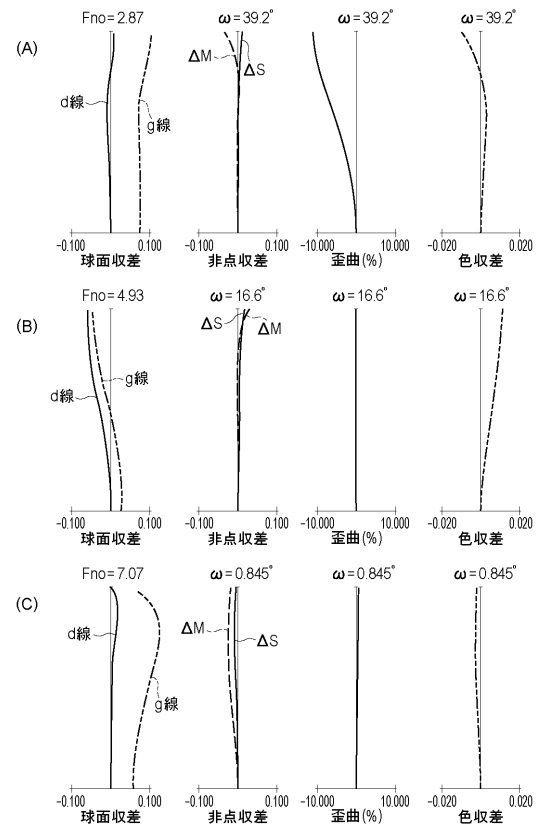 (A)
Fno=2.87 ω=39.2° ω=39.2° ω=39.2°
ΔM
ΔS
d線
g線
-0.100 0.100 -0.100 0.100 -10.000 10.000 -0.020 0.020
球面収差 非点収差 歪曲(%) 色収差
(B)
Fno=4.93 ω=16.6° ω=16.6° ω=16.6°
ΔS
ΔM
g線
d線
-0.100 0.100 -0.100 0.100 -10.000 10.000 -0.020 0.020
球面収差 非点収差 歪曲(%) 色収差
(C)
Fno=7.07 ω=0.845° ω=0.845° ω=0.845°
d線
ΔM
ΔS
g線
-0.100 0.100 -0.100 0.100 -10.000 10.000 -0.020 0.020
球面収差 非点収差 歪曲(%) 色収差